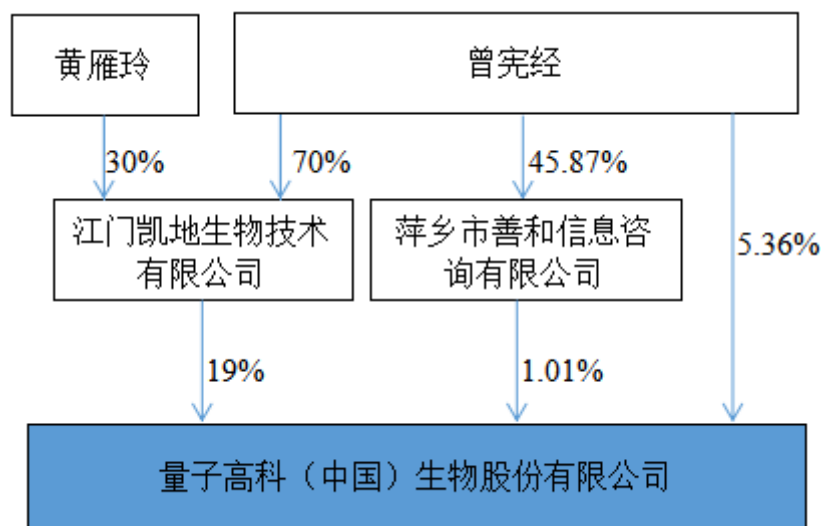 黄雁玲
曾宪经
30%
70%
45.87%
江门凯地生物技术
有限公司
萍乡市善和信息咨
询有限公司
5.36%
19%
1.01%
量子高科（中国）生物股份有限公司